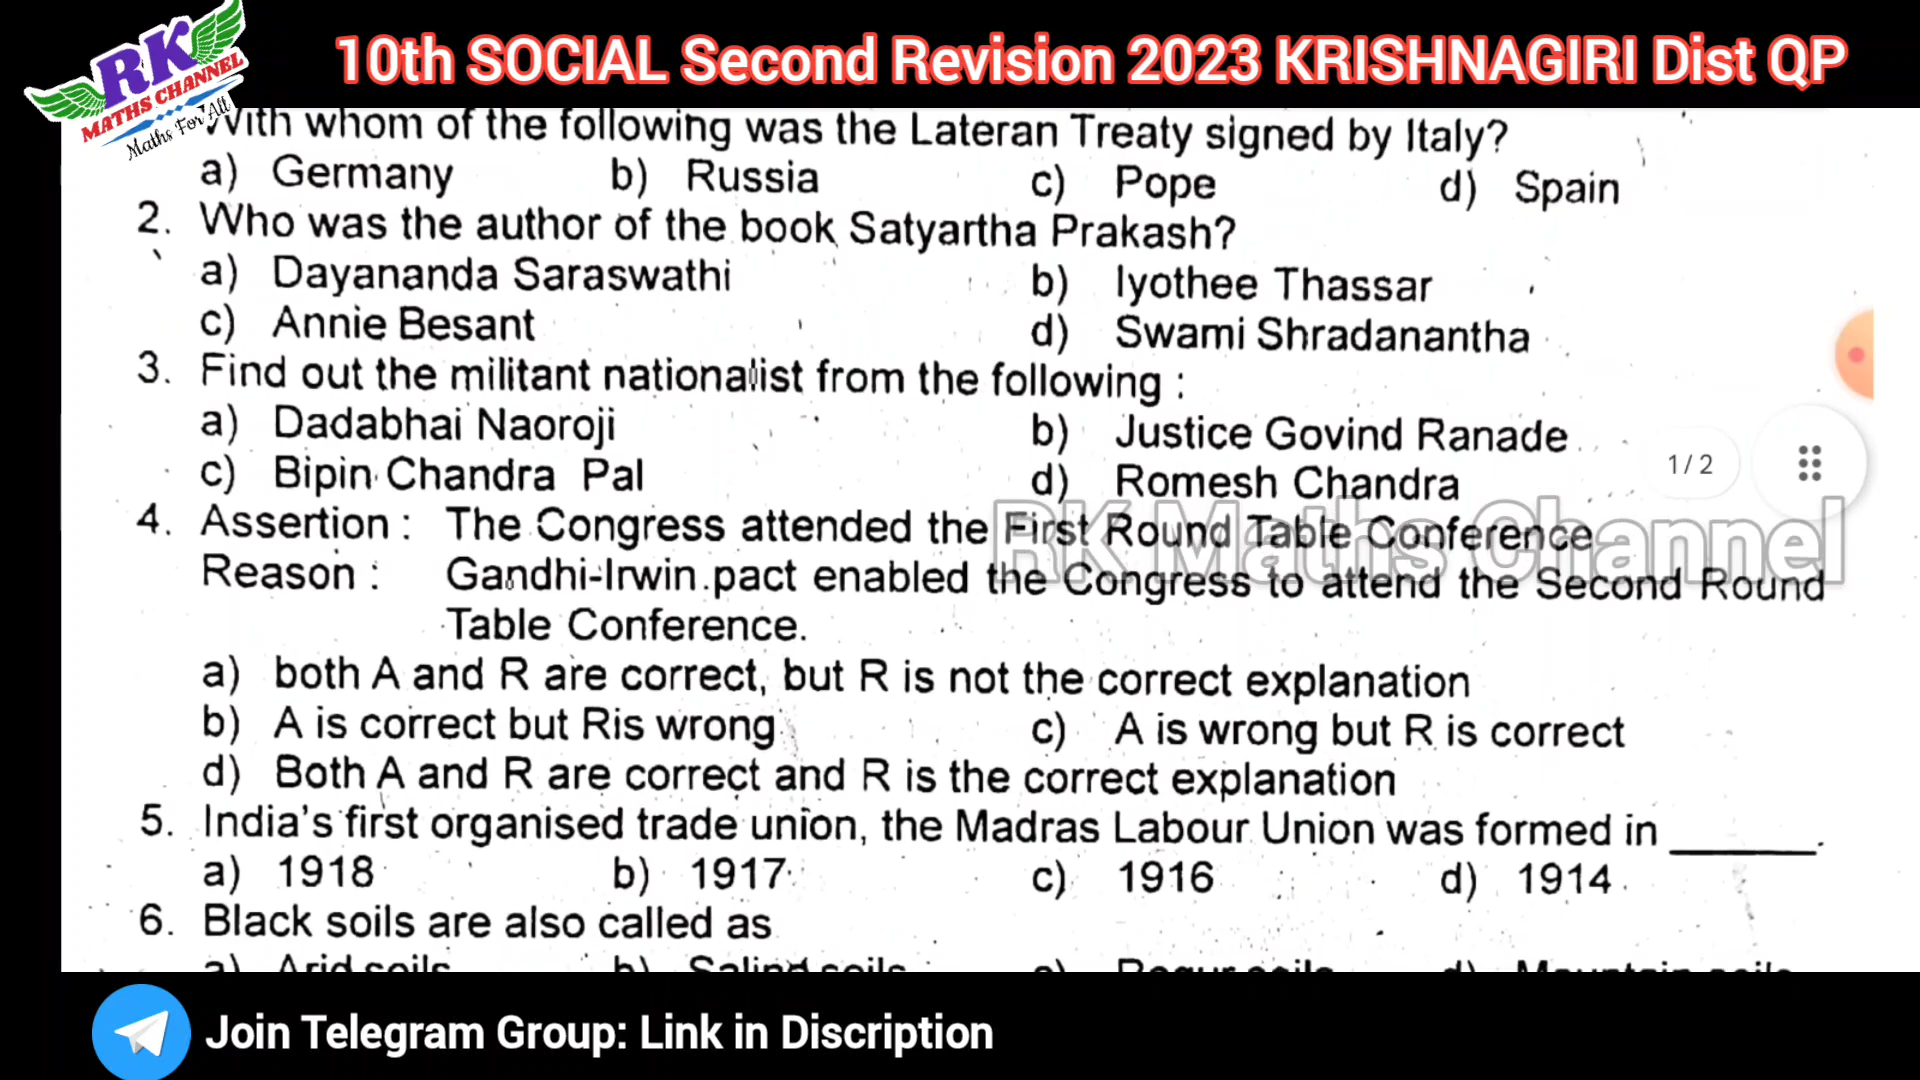 RK
MATHS CHANNEL
Maths For All
10th SOCIAL Second Revision 2023 KRISHNAGIRI Dist QP
With whom of the following was the Lateran Treaty signed by Italy?
a) Germany b) Russia c) Pope d) Spain
2. Who was the author of the book Satyartha Prakash?
a) Dayananda Saraswathi b) Iyothee Thassar
c) Annie Besant d) Swami Shradanantha
3. Find out the militant nationalist from the following :
a) Dadabhai Naoroji b) Justice Govind Ranade
1 / 2
c) Bipin Chandra Pal d) Romesh Chandra
RK Maths Channel
4. Assertion : The Congress attended the First Round Table Conference
Reason : Gandhi-Irwin pact enabled the Congress to attend the Second Round
Table Conference.
a) both A and R are correct, but R is not the correct explanation
b) A is correct but Ris wrong c) A is wrong but R is correct
d) Both A and R are correct and R is the correct explanation
5. India's first organised trade union, the Madras Labour Union was formed in ______.
a) 1918 b) 1917 c) 1916 d) 1914
6. Black soils are also called as
a) Arid soils b) Saline soils c) Regur soils d) Mountain soils
Join Telegram Group: Link in Discription